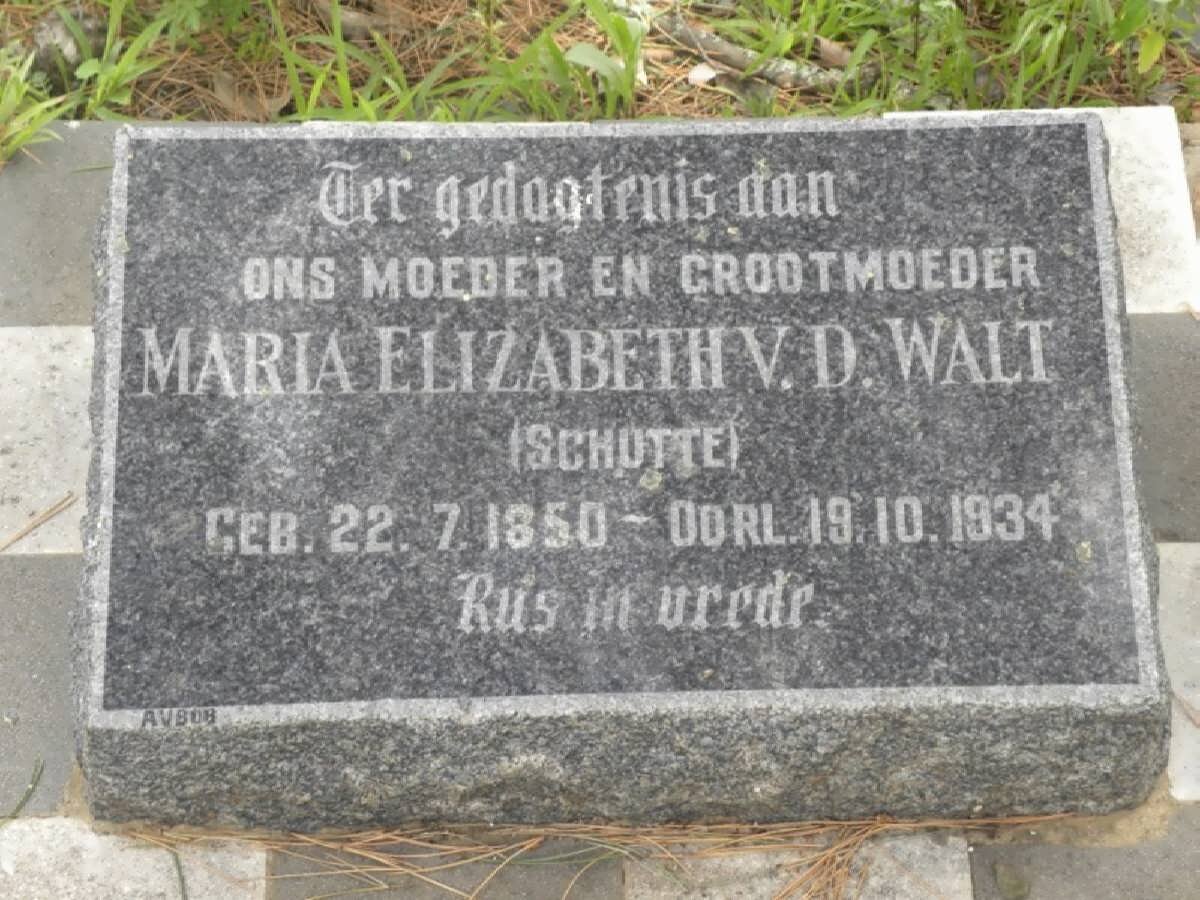 Ter gedagtenis aan
ONS MOEDER EN GROOTMOEDER
MARIA ELIZABETH V. D. WALT
(SCHUTTE)
GEB. 22. 7. 1850 ~ OORL. 19. 10. 1934
Rus in vrede.
AVBOB